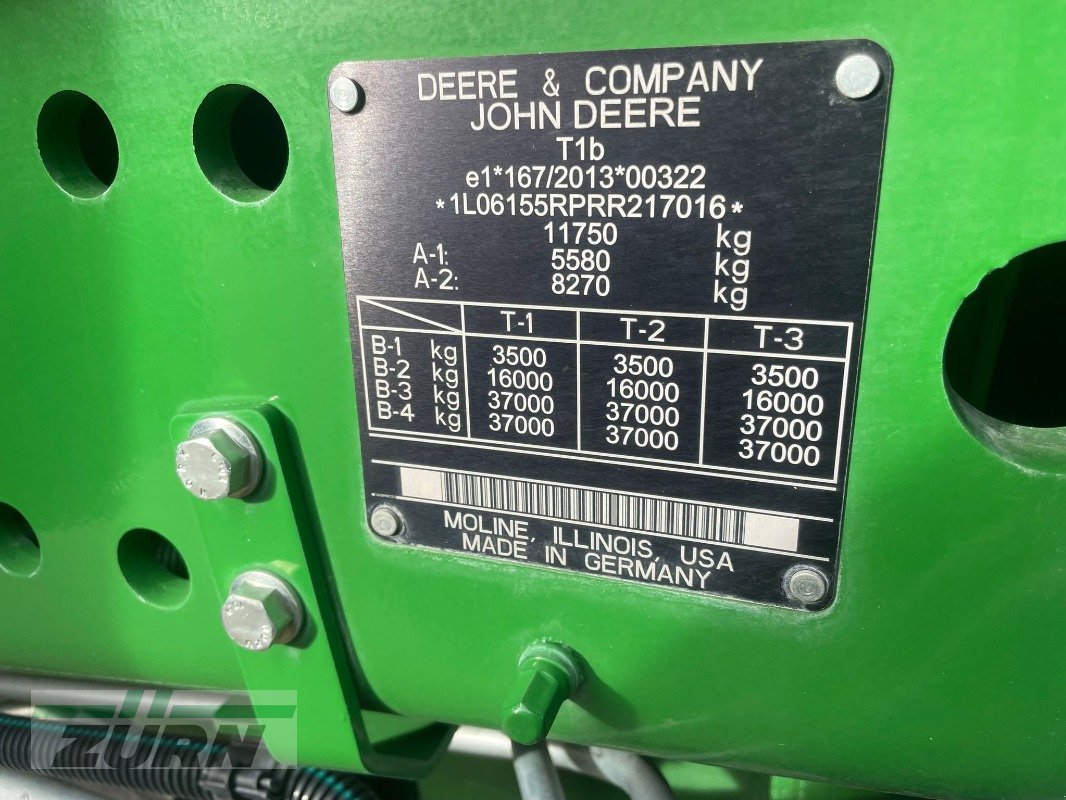 DEERE & COMPANY
JOHN DEERE
T1b
e1*167/2013*00322
*1L06155RPRR217016*
11750 kg
A-1: 5580 kg
A-2: 8270 kg
T-1 T-2 T-3
B-1 kg 3500 3500 3500
B-2 kg 16000 16000 16000
B-3 kg 37000 37000 37000
B-4 kg 37000 37000 37000
MOLINE, ILLINOIS, USA
MADE IN GERMANY
ZÜRN